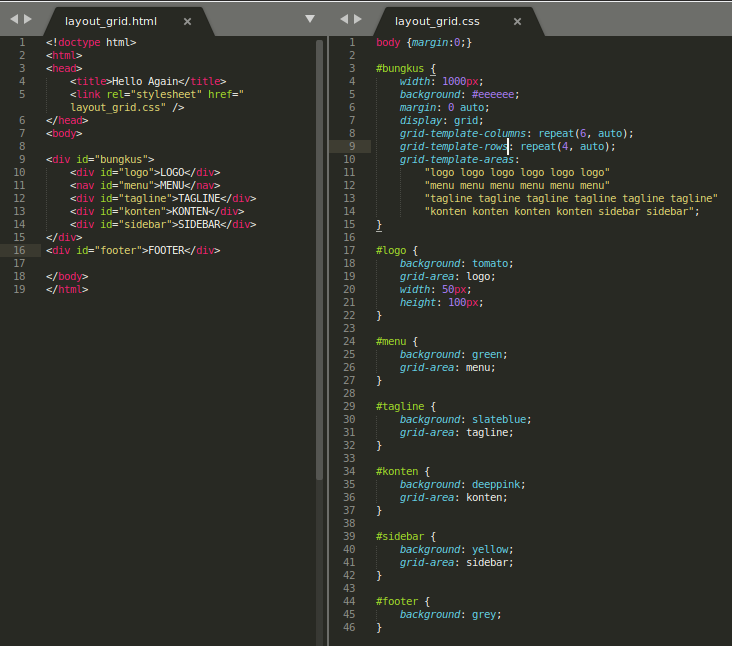 layout_grid.html
1 <!doctype html>
2 <html>
3 <head>
4 <title>Hello Again</title>
5 <link rel="stylesheet" href="
layout_grid.css" />
6 </head>
7 <body>
8
9 <div id="bungkus">
10 <div id="logo">LOGO</div>
11 <nav id="menu">MENU</nav>
12 <div id="tagline">TAGLINE</div>
13 <div id="konten">KONTEN</div>
14 <div id="sidebar">SIDEBAR</div>
15 </div>
16 <div id="footer">FOOTER</div>
17
18 </body>
19 </html>
layout_grid.css
1 body {margin:0;}
2
3 #bungkus {
4 width: 1000px;
5 background: #eeeeee;
6 margin: 0 auto;
7 display: grid;
8 grid-template-columns: repeat(6, auto);
9 grid-template-rows: repeat(4, auto);
10 grid-template-areas:
11 "logo logo logo logo logo logo"
12 "menu menu menu menu menu menu"
13 "tagline tagline tagline tagline tagline tagline"
14 "konten konten konten konten sidebar sidebar";
15 }
16
17 #logo {
18 background: tomato;
19 grid-area: logo;
20 width: 50px;
21 height: 100px;
22 }
23
24 #menu {
25 background: green;
26 grid-area: menu;
27 }
28
29 #tagline {
30 background: slateblue;
31 grid-area: tagline;
32 }
33
34 #konten {
35 background: deeppink;
36 grid-area: konten;
37 }
38
39 #sidebar {
40 background: yellow;
41 grid-area: sidebar;
42 }
43
44 #footer {
45 background: grey;
46 }